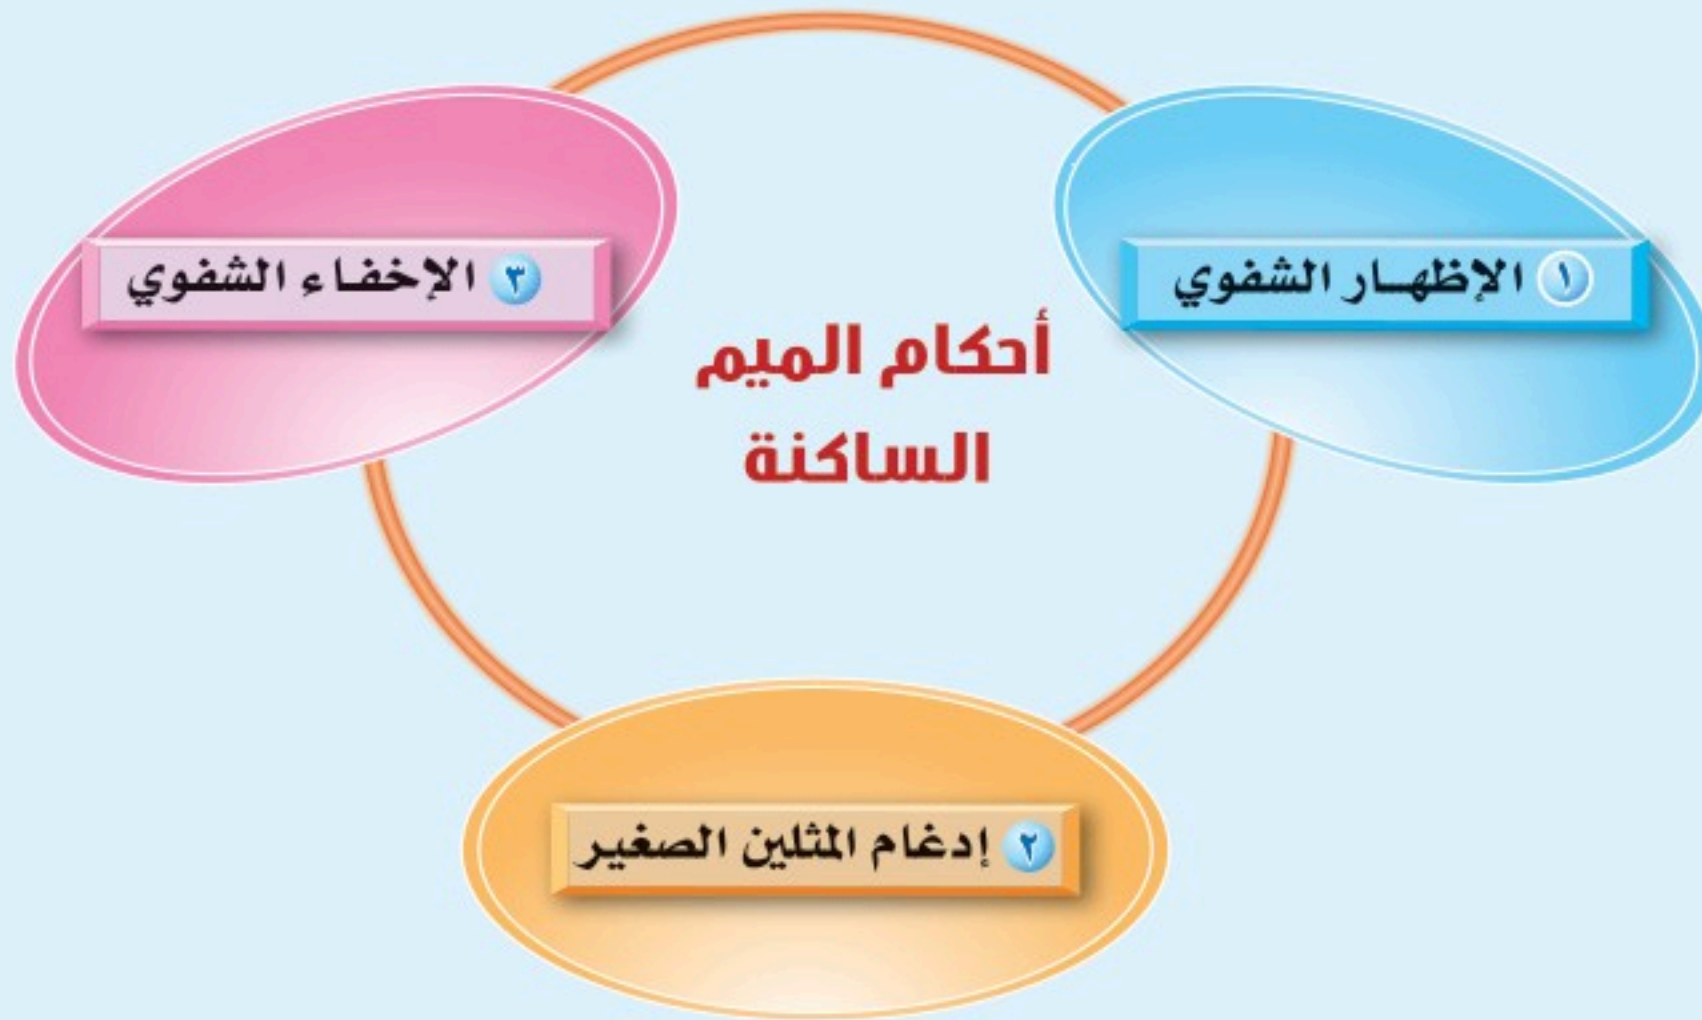 أحكام الميم
الساكنة
١ الإظهار الشفوي
٢ إدغام المثلين الصغير
٣ الإخفاء الشفوي